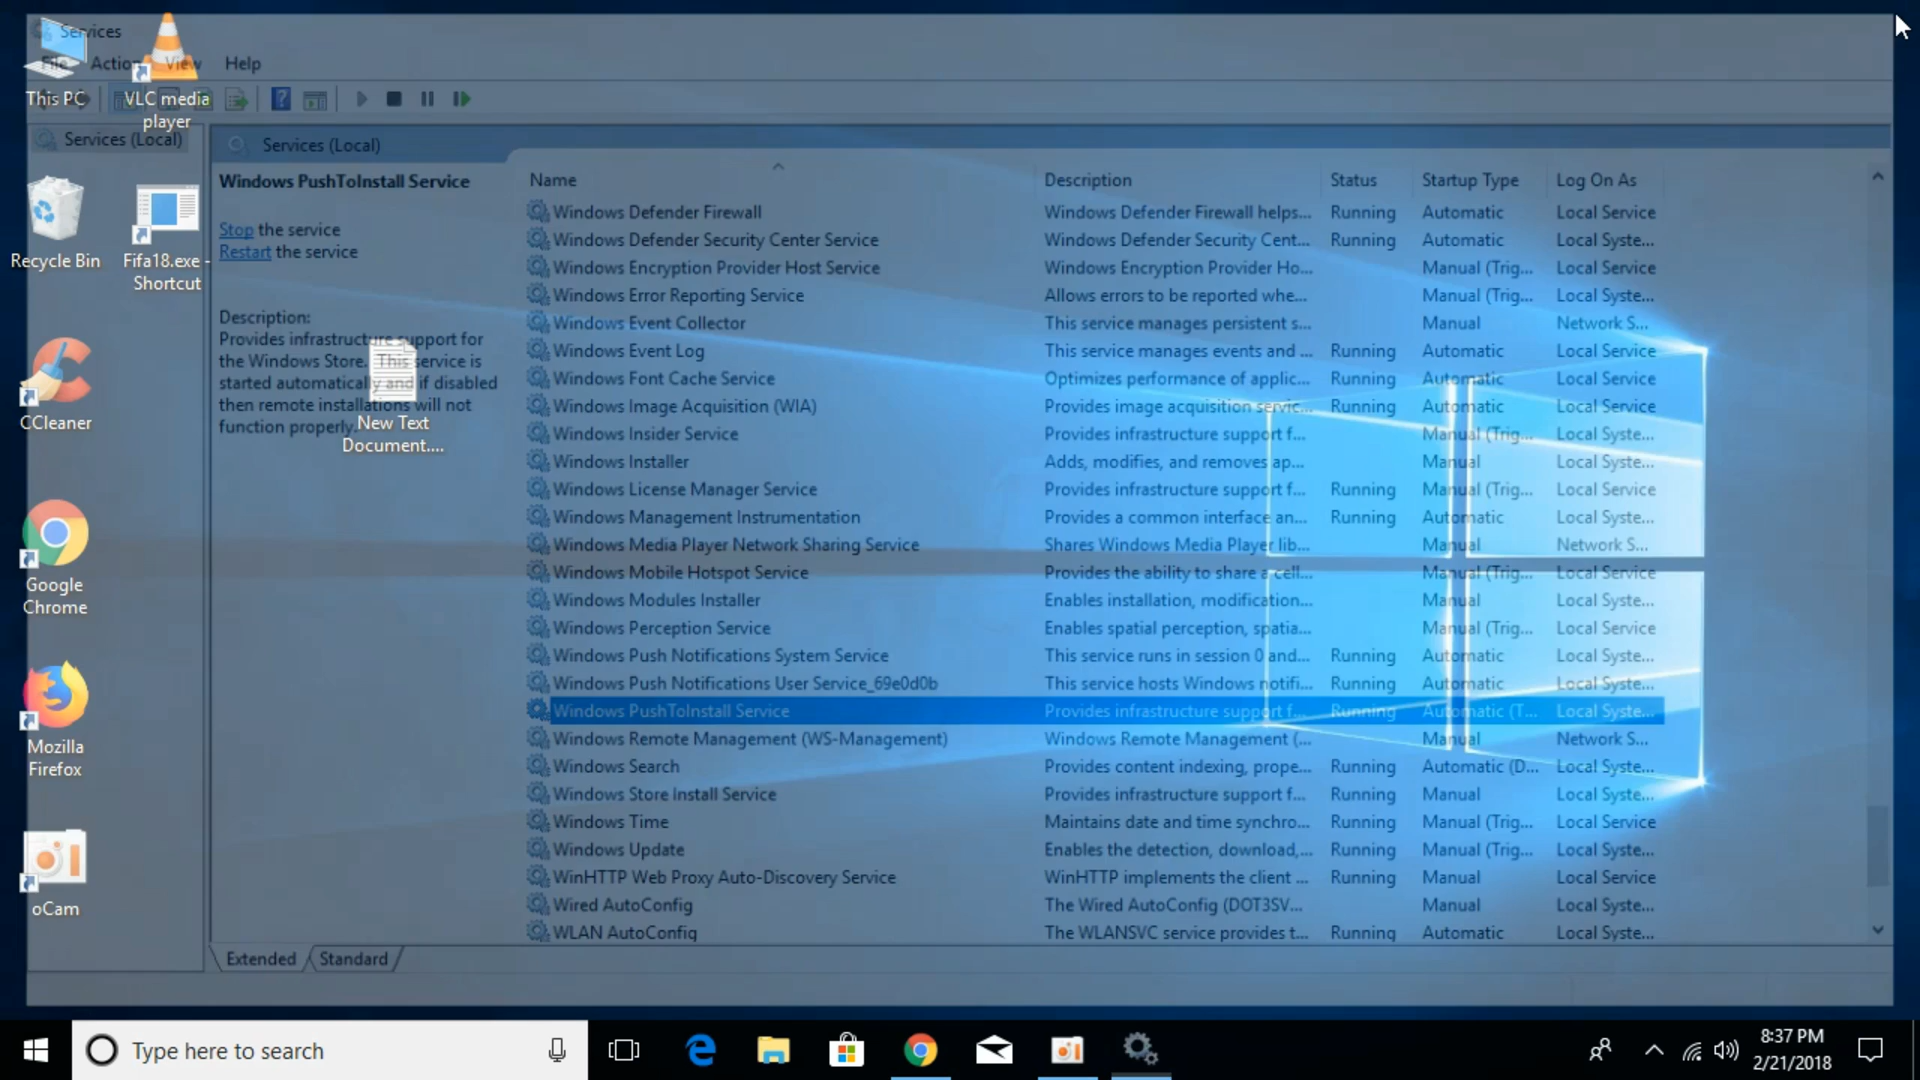 Services
File Action View Help
Services (Local)
Services (Local)
Windows PushToInstall Service
Stop the service
Restart the service
Description:
Provides infrastructure support for
the Windows Store. This service is
started automatically and if disabled
then remote installations will not
function properly.
Name Description Status Startup Type Log On As
Windows Defender Firewall Windows Defender Firewall helps... Running Automatic Local Service
Windows Defender Security Center Service Windows Defender Security Cent... Running Automatic Local Syste...
Windows Encryption Provider Host Service Windows Encryption Provider Ho... Manual (Trig... Local Service
Windows Error Reporting Service Allows errors to be reported whe... Manual (Trig... Local Syste...
Windows Event Collector This service manages persistent s... Manual Network S...
Windows Event Log This service manages events and ... Running Automatic Local Service
Windows Font Cache Service Optimizes performance of applic... Running Automatic Local Service
Windows Image Acquisition (WIA) Provides image acquisition servic... Running Automatic Local Service
Windows Insider Service Provides infrastructure support f... Manual (Trig... Local Syste...
Windows Installer Adds, modifies, and removes ap... Manual Local Syste...
Windows License Manager Service Provides infrastructure support f... Running Manual (Trig... Local Service
Windows Management Instrumentation Provides a common interface an... Running Automatic Local Syste...
Windows Media Player Network Sharing Service Shares Windows Media Player lib... Manual Network S...
Windows Mobile Hotspot Service Provides the ability to share a cell... Manual (Trig... Local Service
Windows Modules Installer Enables installation, modification... Manual Local Syste...
Windows Perception Service Enables spatial perception, spatia... Manual (Trig... Local Service
Windows Push Notifications System Service This service runs in session 0 and... Running Automatic Local Syste...
Windows Push Notifications User Service_69e0d0b This service hosts Windows notifi... Running Automatic Local Syste...
Windows PushToInstall Service Provides infrastructure support f... Running Automatic (T... Local Syste...
Windows Remote Management (WS-Management) Windows Remote Management (... Manual Network S...
Windows Search Provides content indexing, prope... Running Automatic (D... Local Syste...
Windows Store Install Service Provides infrastructure support f... Running Manual Local Syste...
Windows Time Maintains date and time synchro... Running Manual (Trig... Local Service
Windows Update Enables the detection, download,... Running Manual (Trig... Local Syste...
WinHTTP Web Proxy Auto-Discovery Service WinHTTP implements the client ... Running Manual Local Service
Wired AutoConfig The Wired AutoConfig (DOT3SV... Manual Local Syste...
WLAN AutoConfig The WLANSVC service provides t... Running Automatic Local Syste...
Extended Standard
This PC
VLC media
player
Recycle Bin
Fifa18.exe -
Shortcut
CCleaner
New Text
Document....
Google
Chrome
Mozilla
Firefox
oCam
Type here to search
8:37 PM
2/21/2018